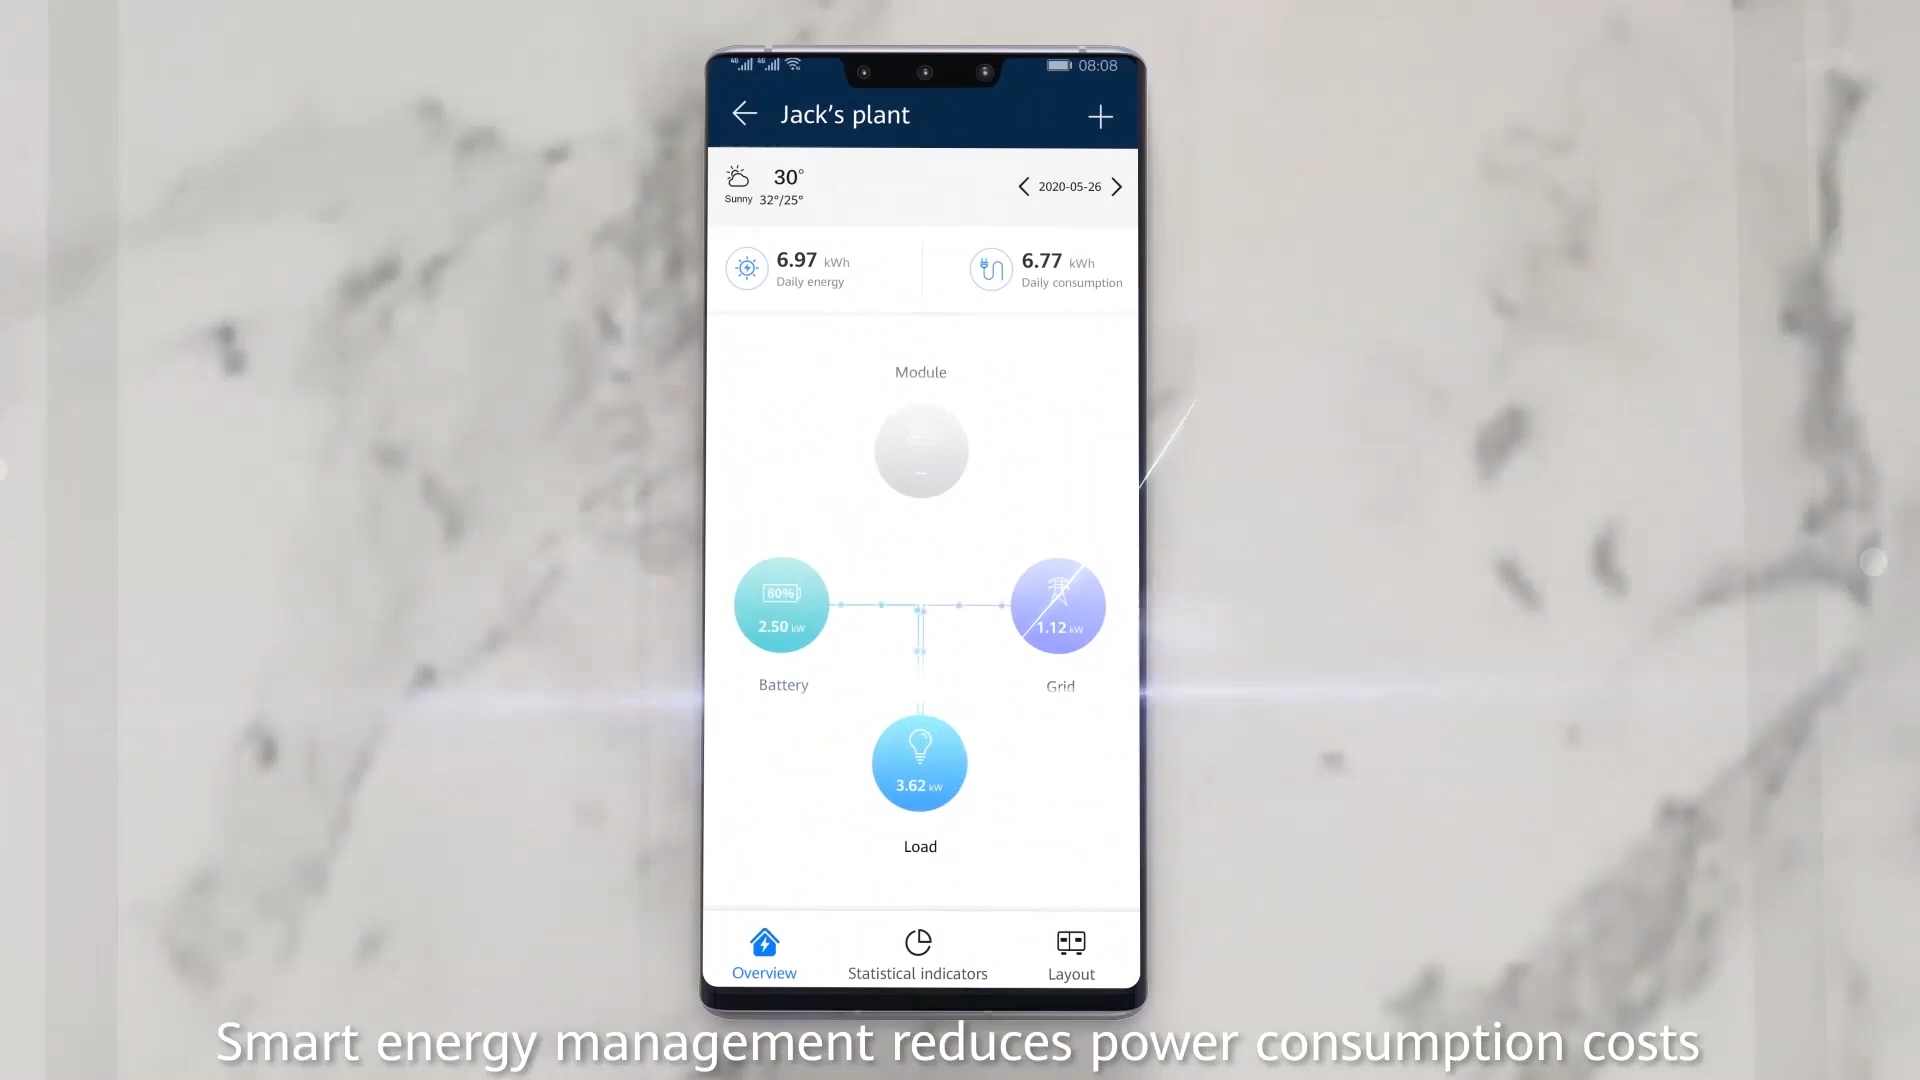 4G 4G 08:08
Jack's plant
30°
Sunny 32°/25°
2020-05-26
6.97 kWh
Daily energy
6.77 kWh
Daily consumption
Module
80%
2.50 kW
Battery
1.12 kW
Grid
3.62 kW
Load
Overview
Statistical indicators
Layout
Smart energy management reduces power consumption costs